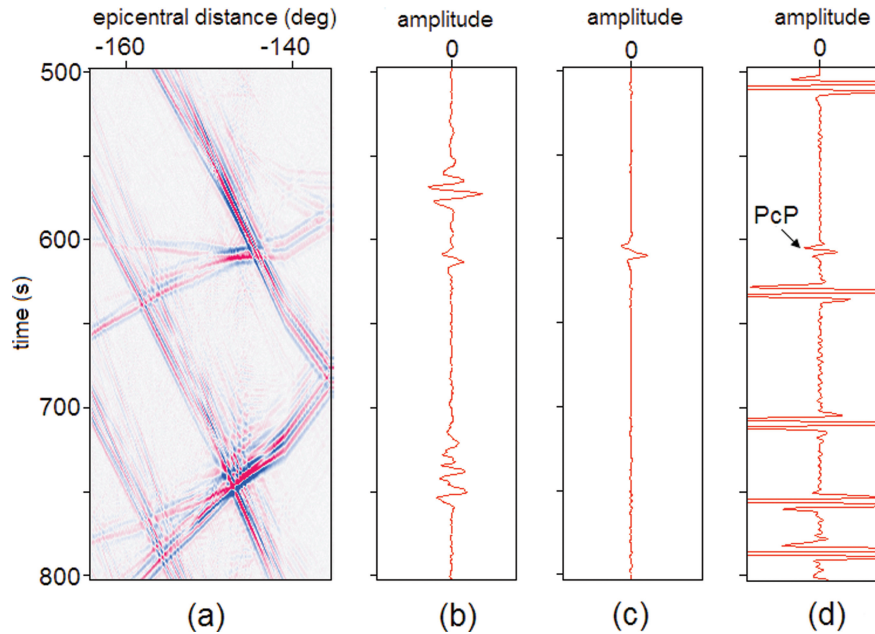 epicentral distance (deg)
-160 -140
amplitude
0
amplitude
0
amplitude
0
500
600
700
800
time (s)
PcP
(a) (b) (c) (d)